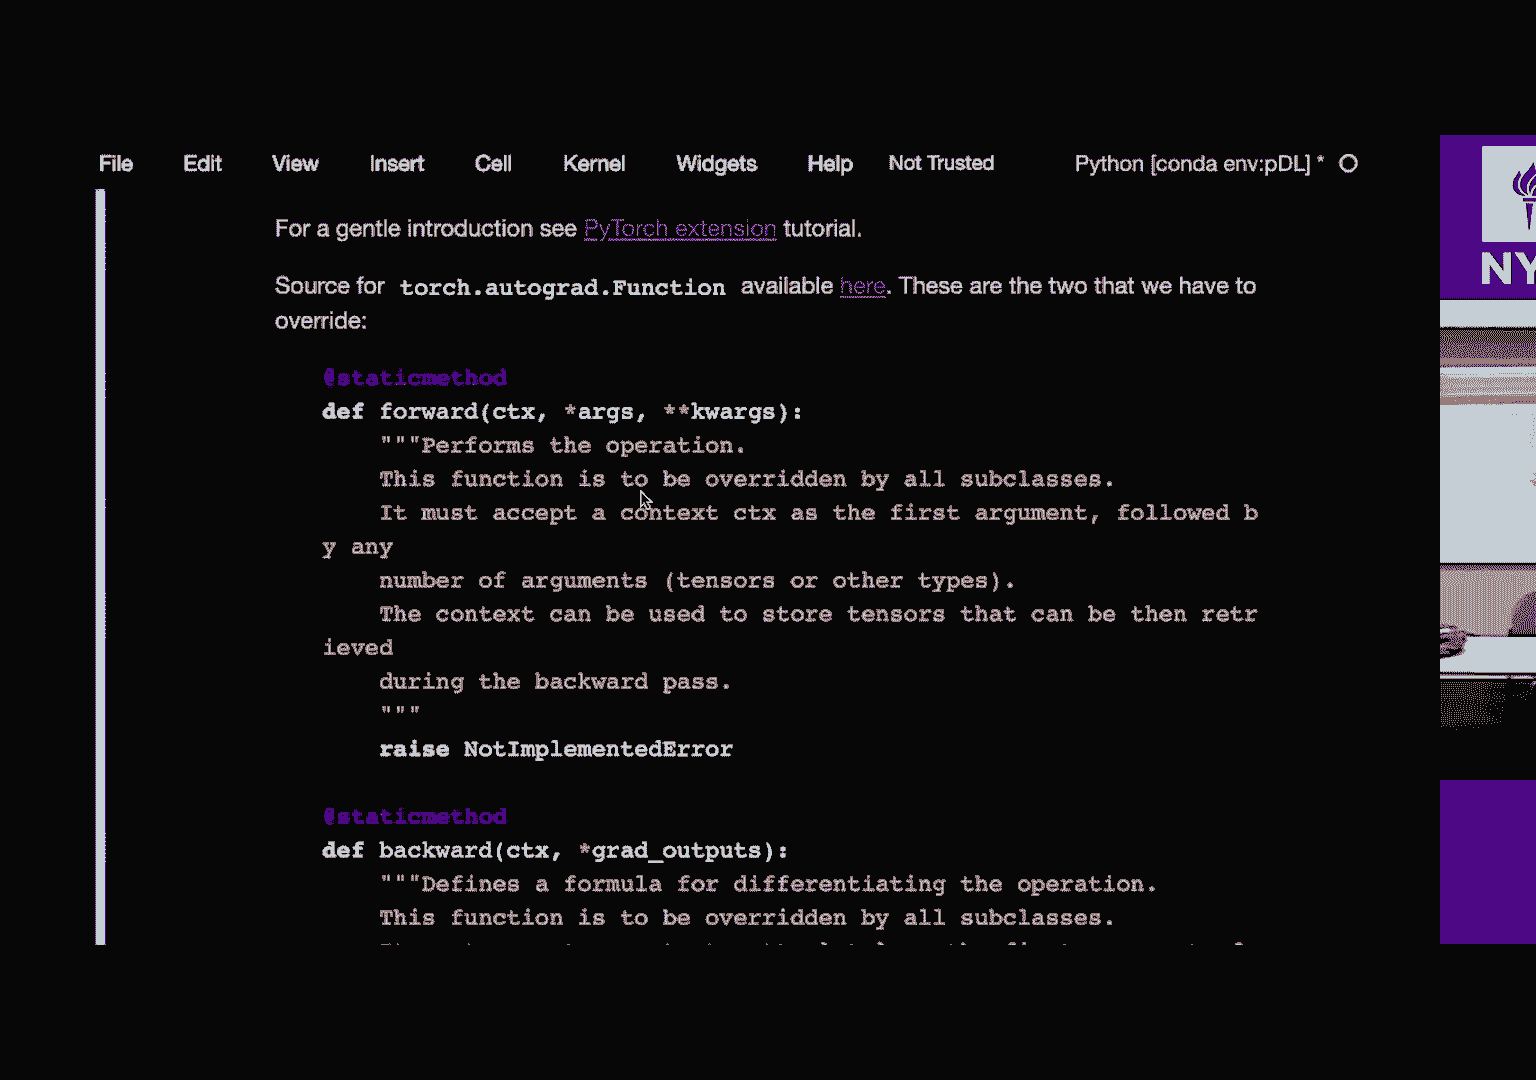 File Edit View Insert Cell Kernel Widgets Help Not Trusted Python [conda env:pDL] *
For a gentle introduction see PyTorch extension tutorial.
Source for torch.autograd.Function available here. These are the two that we have to
override:
@staticmethod
def forward(ctx, *args, **kwargs):
"""Performs the operation.
This function is to be overridden by all subclasses.
It must accept a context ctx as the first argument, followed b
y any
number of arguments (tensors or other types).
The context can be used to store tensors that can be then retr
ieved
during the backward pass.
"""
raise NotImplementedError
@staticmethod
def backward(ctx, *grad_outputs):
"""Defines a formula for differentiating the operation.
This function is to be overridden by all subclasses.
NY